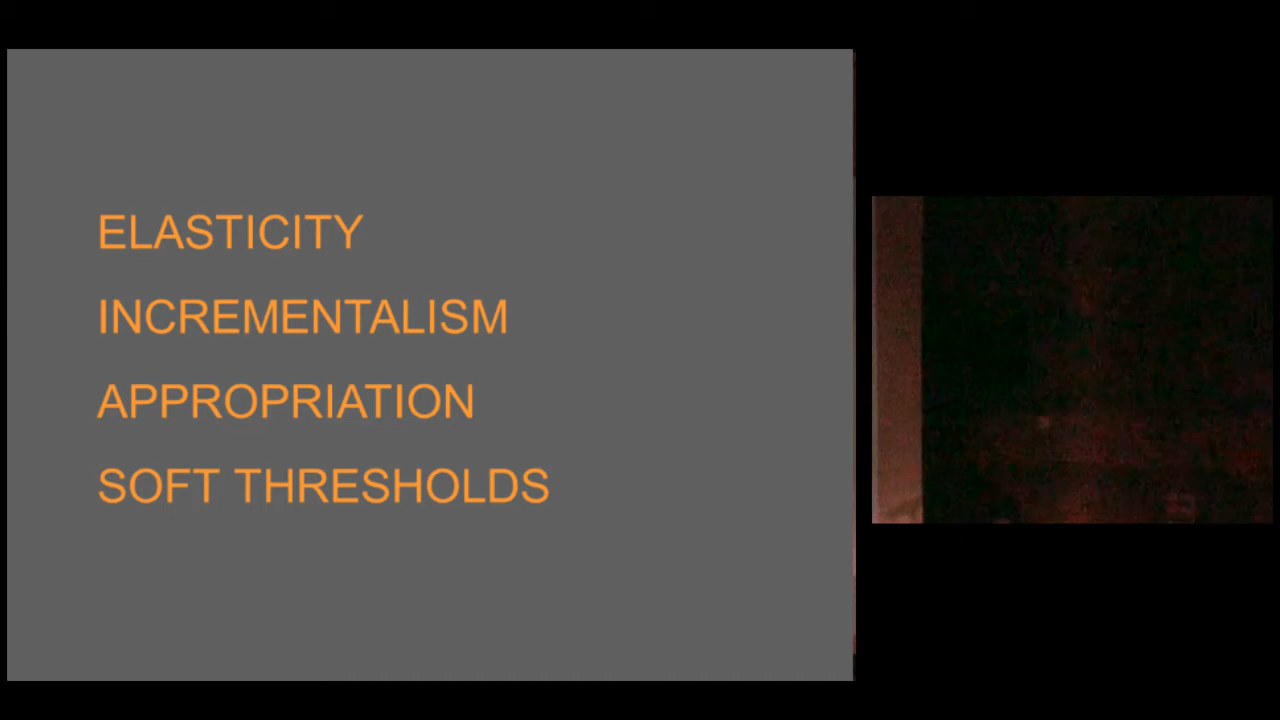 ELASTICITY
INCREMENTALISM
APPROPRIATION
SOFT THRESHOLDS